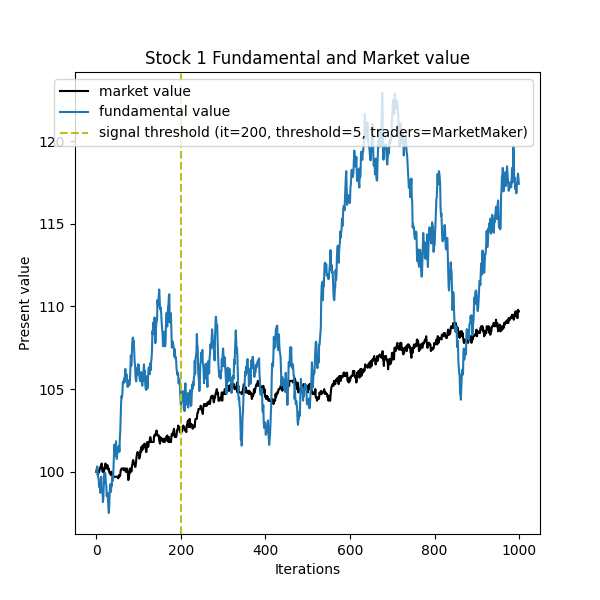 Stock 1 Fundamental and Market value
market value
fundamental value
signal threshold (it=200, threshold=5, traders=MarketMaker)
120
115
110
105
100
Present value
0 200 400 600 800 1000
Iterations